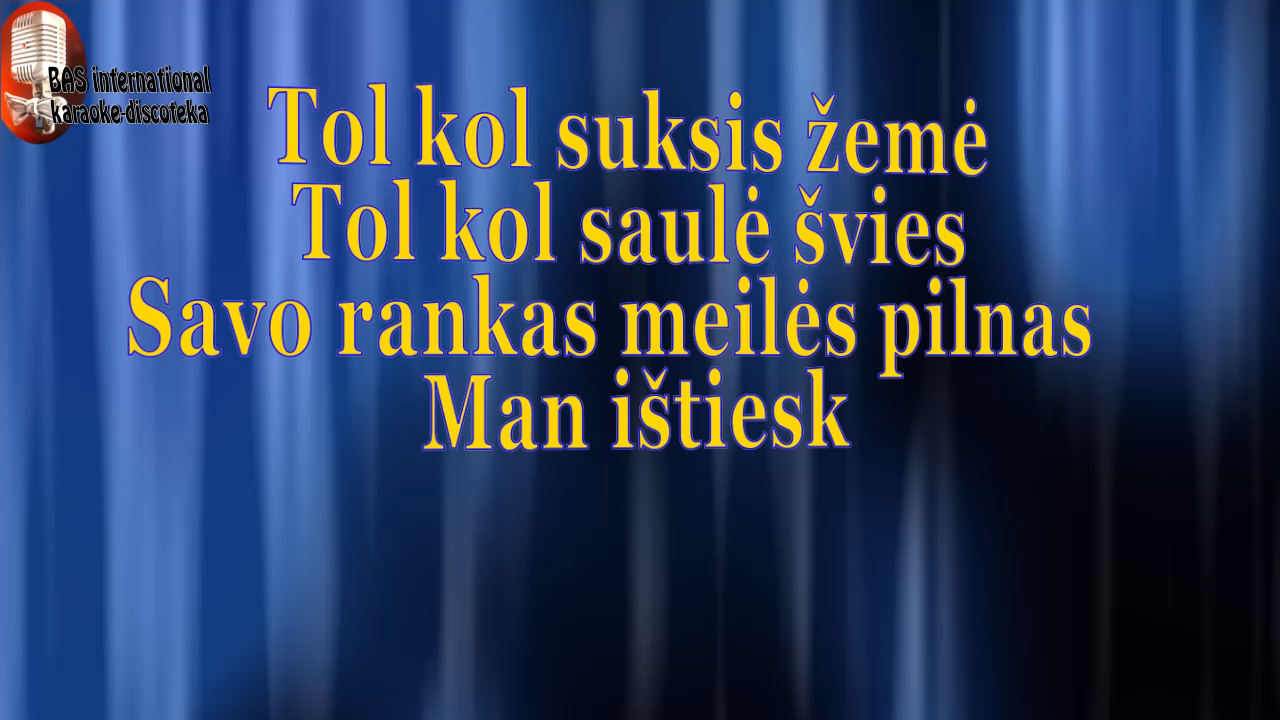 BAS international
karaoke-discoteka
Tol kol suksis žemė
Tol kol saulė švies
Savo rankas meilės pilnas
Man ištiesk